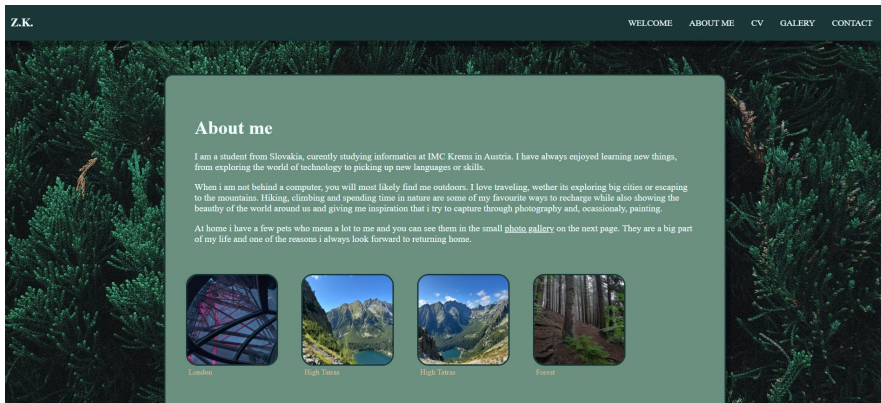 Z.K.
WELCOME ABOUT ME CV GALERY CONTACT
About me
I am a student from Slovakia, curently studying informatics at IMC Krems in Austria. I have always enjoyed learning new things,
from exploring the world of technology to picking up new languages or skills.
When i am not behind a computer, you will most likely find me outdoors. I love traveling, wether its exploring big cities or escaping
to the mountains. Hiking, climbing and spending time in nature are some of my favourite ways to recharge while also showing the
beauthy of the world around us and giving me inspiration that i try to capture through photography and, ocassionaly, painting.
At home i have a few pets who mean a lot to me and you can see them in the small photo gallery on the next page. They are a big part
of my life and one of the reasons i always look forward to returning home.
London High Tatras High Tatras Forest